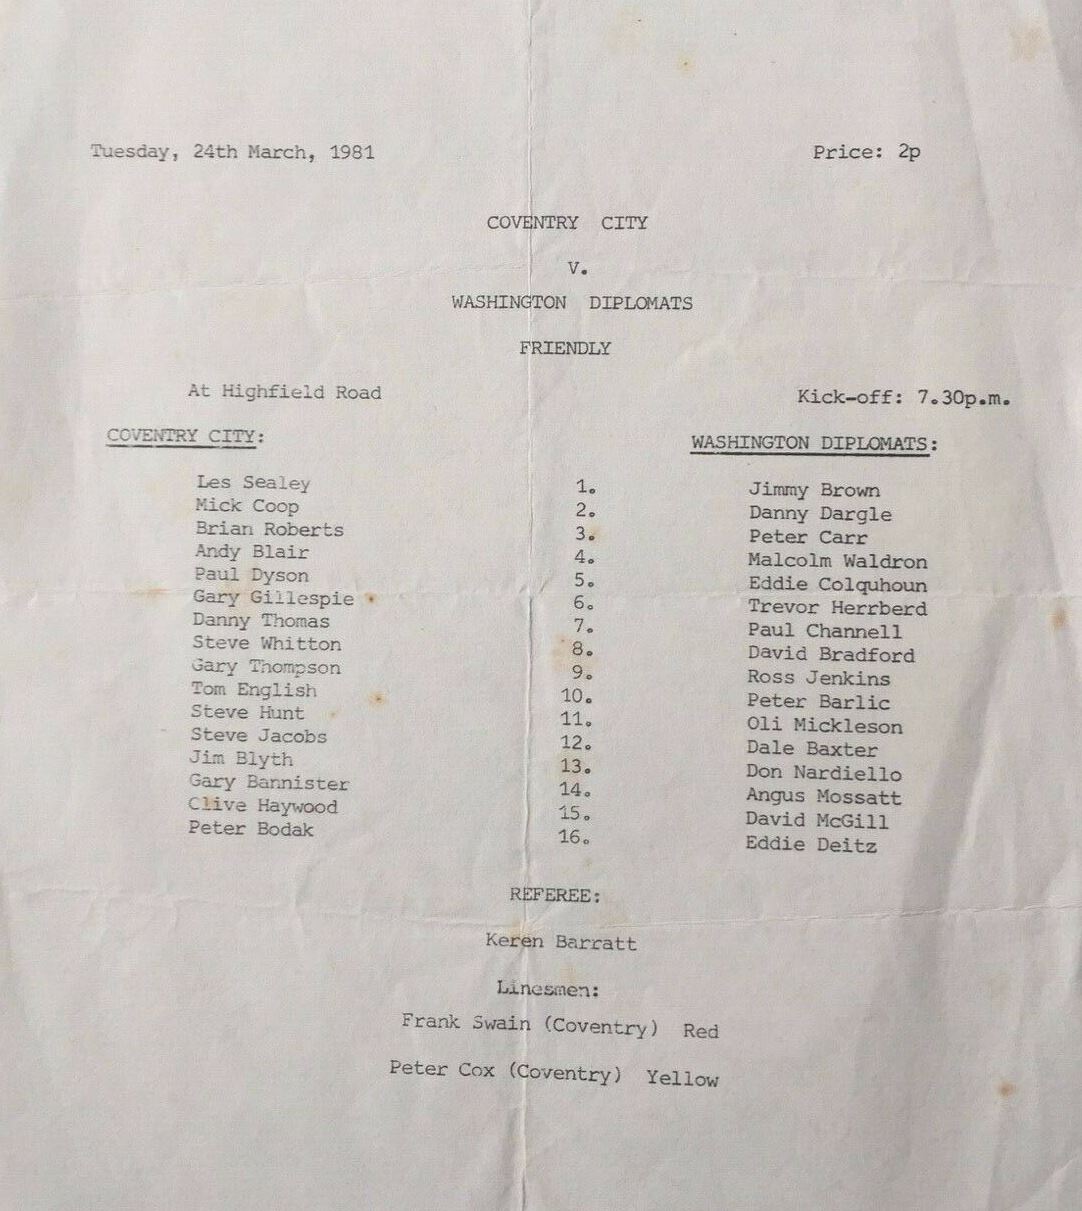 Tuesday, 24th March, 1981 Price: 2p
COVENTRY CITY
V.
WASHINGTON DIPLOMATS
FRIENDLY
At Highfield Road Kick-off: 7.30p.m.
COVENTRY CITY: WASHINGTON DIPLOMATS:
Les Sealey 1. Jimmy Brown
Mick Coop 2. Danny Dargle
Brian Roberts 3. Peter Carr
Andy Blair 4. Malcolm Waldron
Paul Dyson 5. Eddie Colquhoun
Gary Gillespie 6. Trevor Herrberd
Danny Thomas 7. Paul Channell
Steve Whitton 8. David Bradford
Gary Thompson 9. Ross Jenkins
Tom English 10. Peter Barlic
Steve Hunt 11. Oli Mickleson
Steve Jacobs 12. Dale Baxter
Jim Blyth 13. Don Nardiello
Gary Bannister 14. Angus Mossatt
Clive Haywood 15. David McGill
Peter Bodak 16. Eddie Deitz
REFEREE:
Keren Barratt
Linesmen:
Frank Swain (Coventry) Red
Peter Cox (Coventry) Yellow